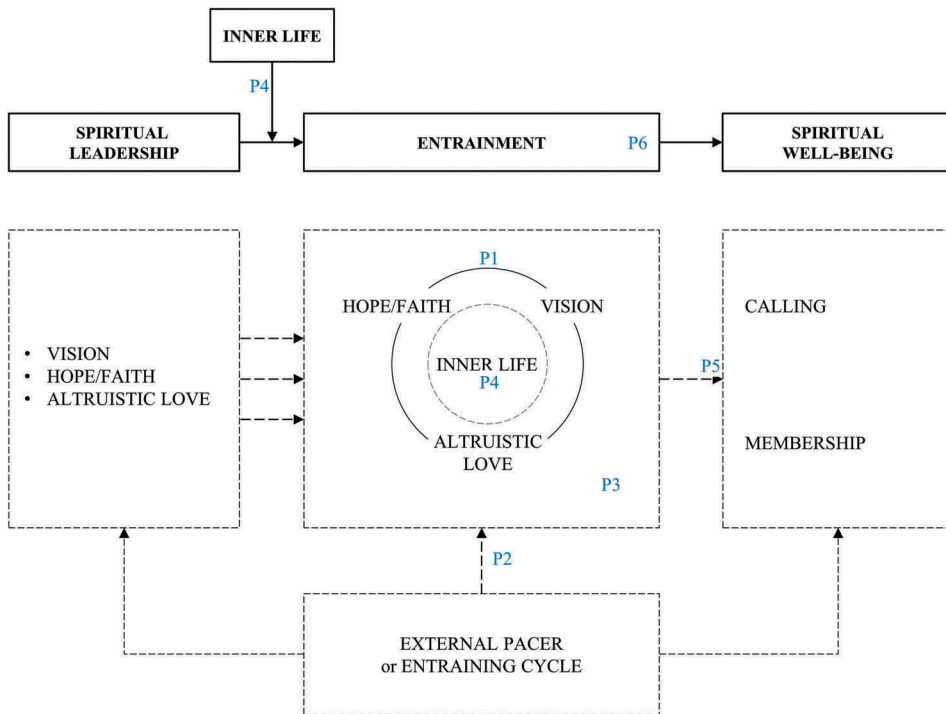 INNER LIFE
P4
SPIRITUAL
LEADERSHIP
ENTRAINMENT
P6
SPIRITUAL
WELL-BEING
• VISION
• HOPE/FAITH
• ALTRUISTIC LOVE
P1
HOPE/FAITH
VISION
INNER LIFE
P4
ALTRUISTIC
LOVE
P3
P5
CALLING
MEMBERSHIP
P2
EXTERNAL PACER
or ENTRAINING CYCLE